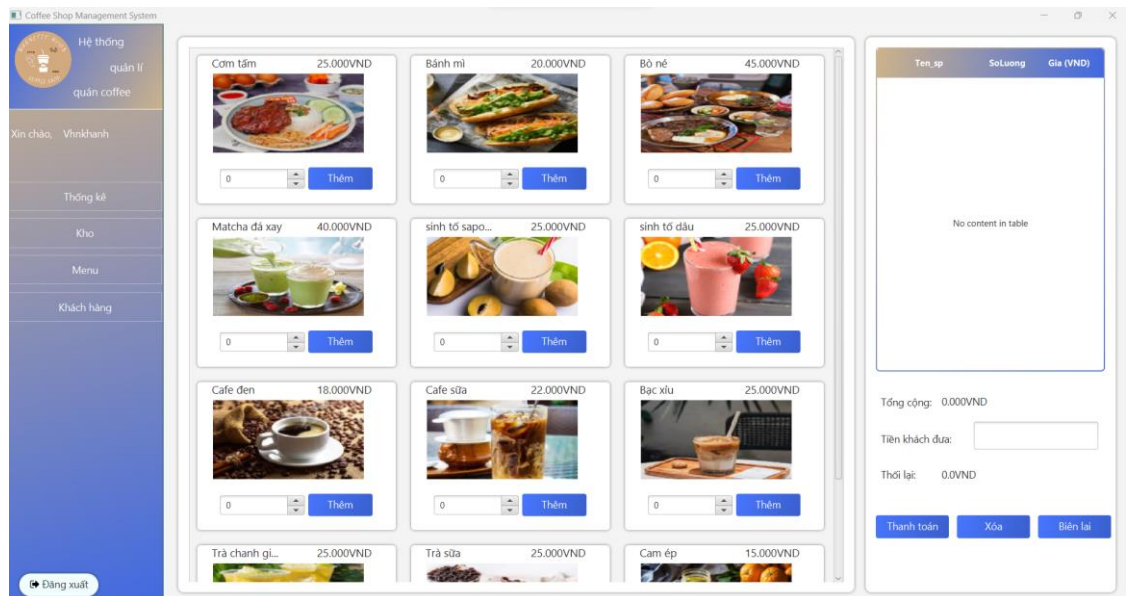 Coffee Shop Management System
Hệ thống
quản lí
quán coffee
Xin chào, Vhnkhanh
Thống kê
Kho
Menu
Khách hàng
Đăng xuất
Cơm tấm 25.000VND
Bánh mì 20.000VND
Bò né 45.000VND
0 Thêm
0 Thêm
0 Thêm
Matcha đá xay 40.000VND
sinh tố sapo... 25.000VND
sinh tố dâu 25.000VND
0 Thêm
0 Thêm
0 Thêm
Cafe đen 18.000VND
Cafe sữa 22.000VND
Bạc xỉu 25.000VND
0 Thêm
0 Thêm
0 Thêm
Trà chanh gi... 25.000VND
Trà sữa 25.000VND
Cam ép 15.000VND
Ten_sp SoLuong Gia (VND)
No content in table
Tổng cộng: 0.000VND
Tiền khách đưa:
Thối lại: 0.0VND
Thanh toán Xóa Biên lai